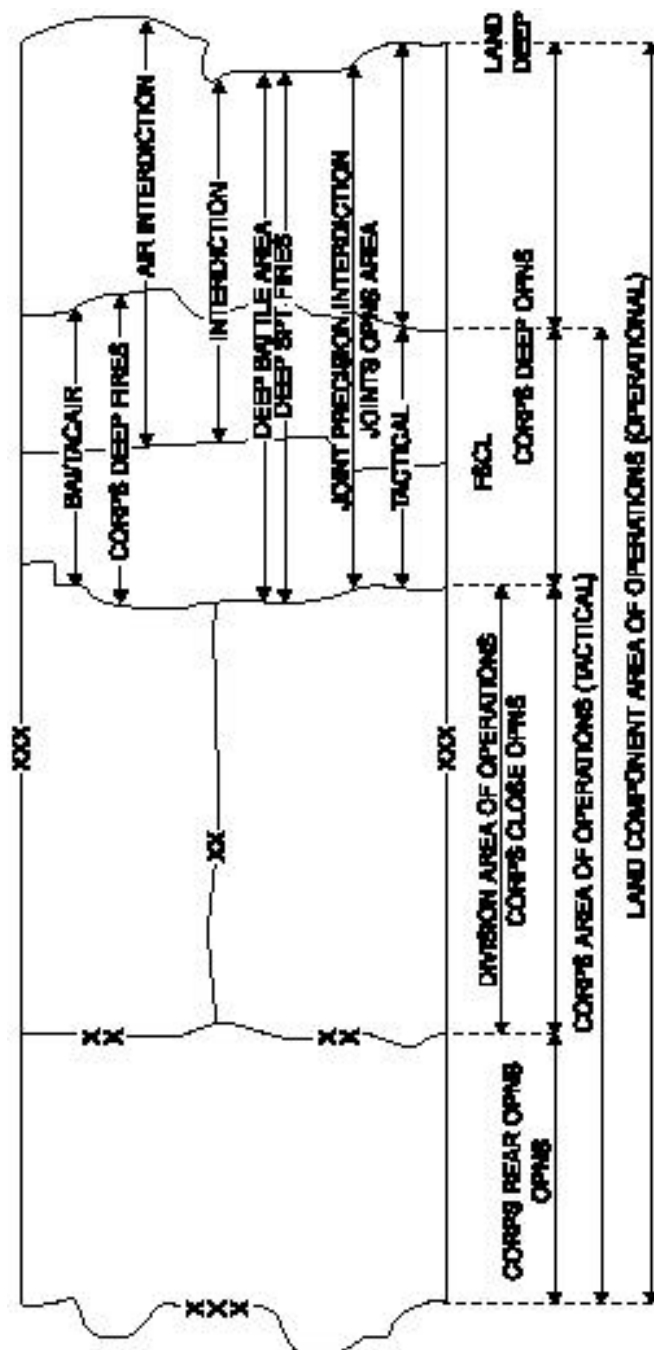 AIR INTERDICTION
INTERDICTION
BAI/TACAIR
CORPS DEEP FIRES
DEEP BATTLE AREA
DEEP SPT FIRES
JOINT PRECISION INTERDICTION
JOINTS OPNS AREA
TACTICAL
LAND
DEEP
FSCL
CORPS DEEP OPNS
XXX
XX
XXX
DIVISION AREA OF OPERATIONS
CORPS CLOSE OPNS
CORPS AREA OF OPERATIONS (TACTICAL)
LAND COMPONENT AREA OF OPERATIONS (OPERATIONAL)
XX
XX
CORPS REAR OPNS
OPNS
XXX